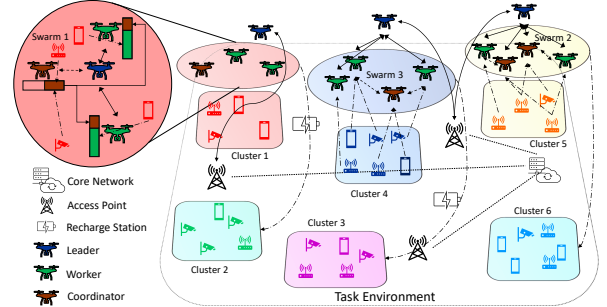 Swarm 1
Swarm 2
Swarm 3
Cluster 1
Cluster 5
Cluster 4
Core Network
Access Point
Recharge Station
Leader
Worker
Coordinator
Cluster 2
Cluster 3
Cluster 6
Task Environment